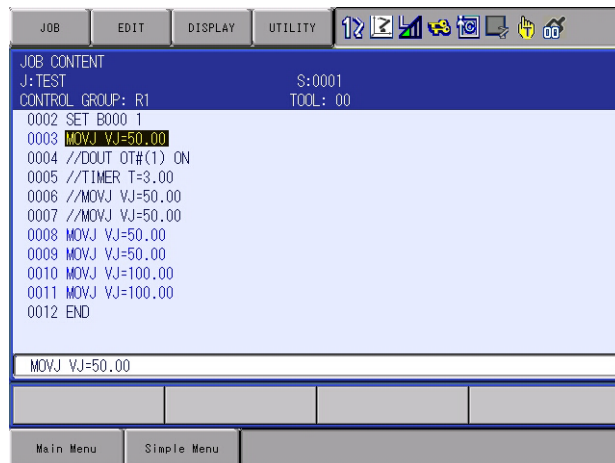 JOB EDIT DISPLAY UTILITY
JOB CONTENT
J:TEST S:0001
CONTROL GROUP: R1 TOOL: 00
0002 SET B000 1
0003 MOVJ VJ=50.00
0004 //DOUT OT#(1) ON
0005 //TIMER T=3.00
0006 //MOVJ VJ=50.00
0007 //MOVJ VJ=50.00
0008 MOVJ VJ=50.00
0009 MOVJ VJ=50.00
0010 MOVJ VJ=100.00
0011 MOVJ VJ=100.00
0012 END
MOVJ VJ=50.00
Main Menu Simple Menu